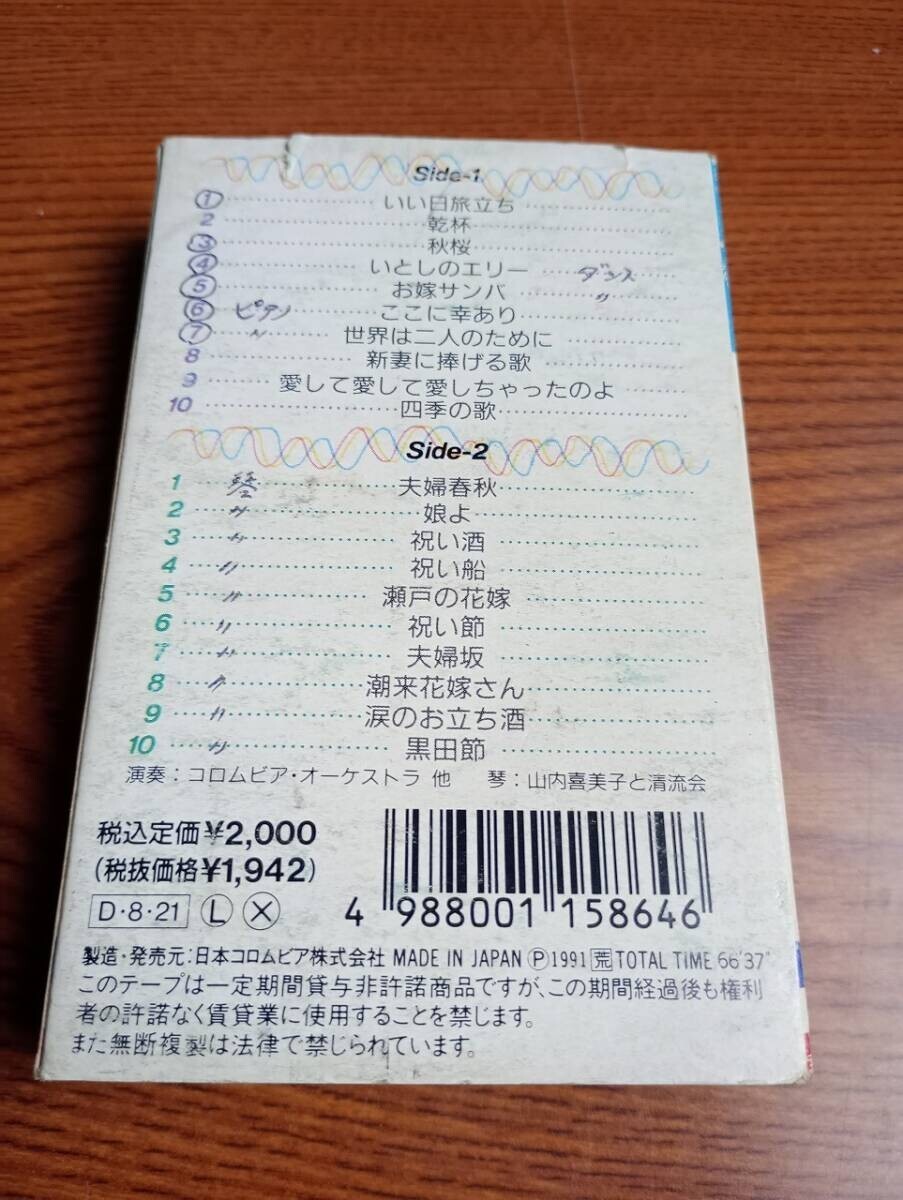 Side-1
① いい日旅立ち
2 乾杯
③ 秋桜
④ いとしのエリー ダンス
⑤ お嫁サンバ 〃
⑥ ピアノ ここに幸あり
⑦ 〃 世界は二人のために
8 新妻に捧げる歌
9 愛して愛して愛しちゃったのよ
10 四季の歌
Side-2
1 琴 夫婦春秋
2 〃 娘よ
3 〃 祝い酒
4 〃 祝い船
5 〃 瀬戸の花嫁
6 〃 祝い節
7 〃 夫婦坂
8 〃 潮来花嫁さん
9 〃 涙のお立ち酒
10 〃 黒田節
演奏:コロムビア・オーケストラ 他 琴:山内喜美子と清流会
税込定価¥2,000
(税抜価格¥1,942)
D・8・21 Ⓛ Ⓧ 4 988001 158646
製造・発売元:日本コロムビア株式会社 MADE IN JAPAN Ⓟ1991 荒 TOTAL TIME 66'37"
このテープは一定期間貸与非許諾商品ですが、この期間経過後も権利
者の許諾なく賃貸業に使用することを禁じます。
また無断複製は法律で禁じられています。